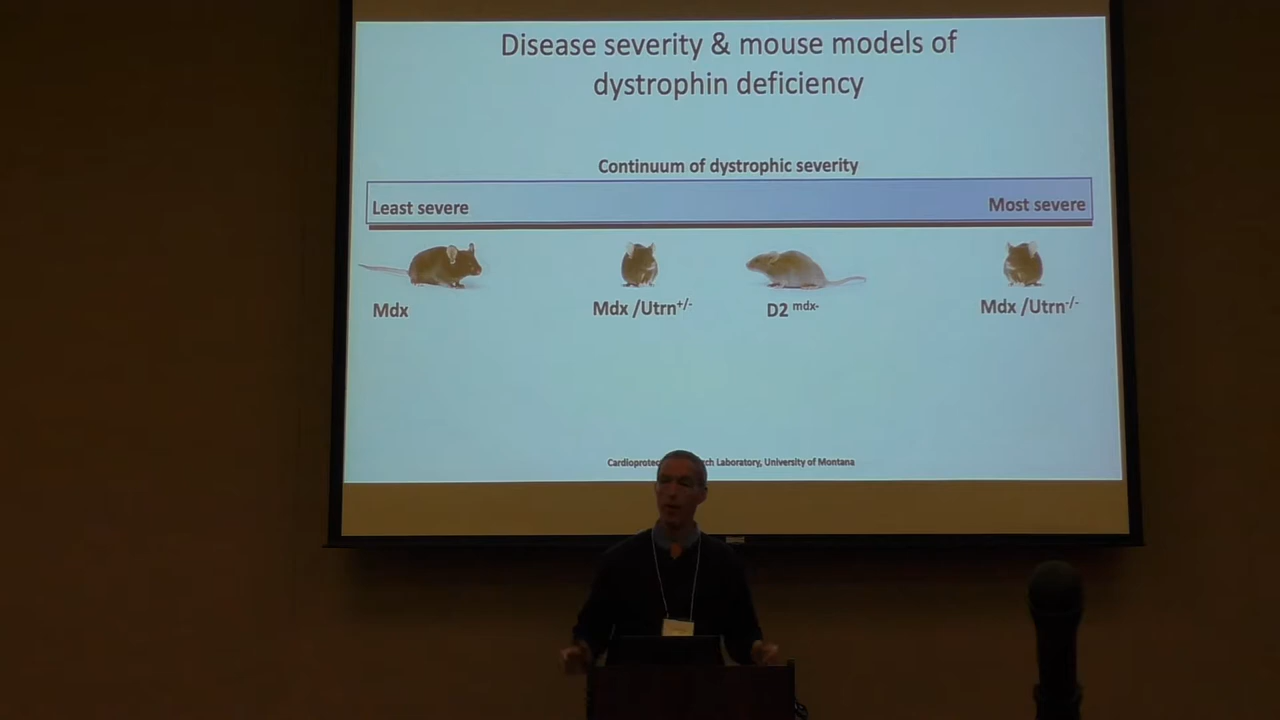 Disease severity & mouse models of
dystrophin deficiency
Continuum of dystrophic severity
Least severe
Most severe
Mdx
Mdx /Utrn+/-
D2 mdx-
Mdx /Utrn-/-
Laboratory, University of Montana